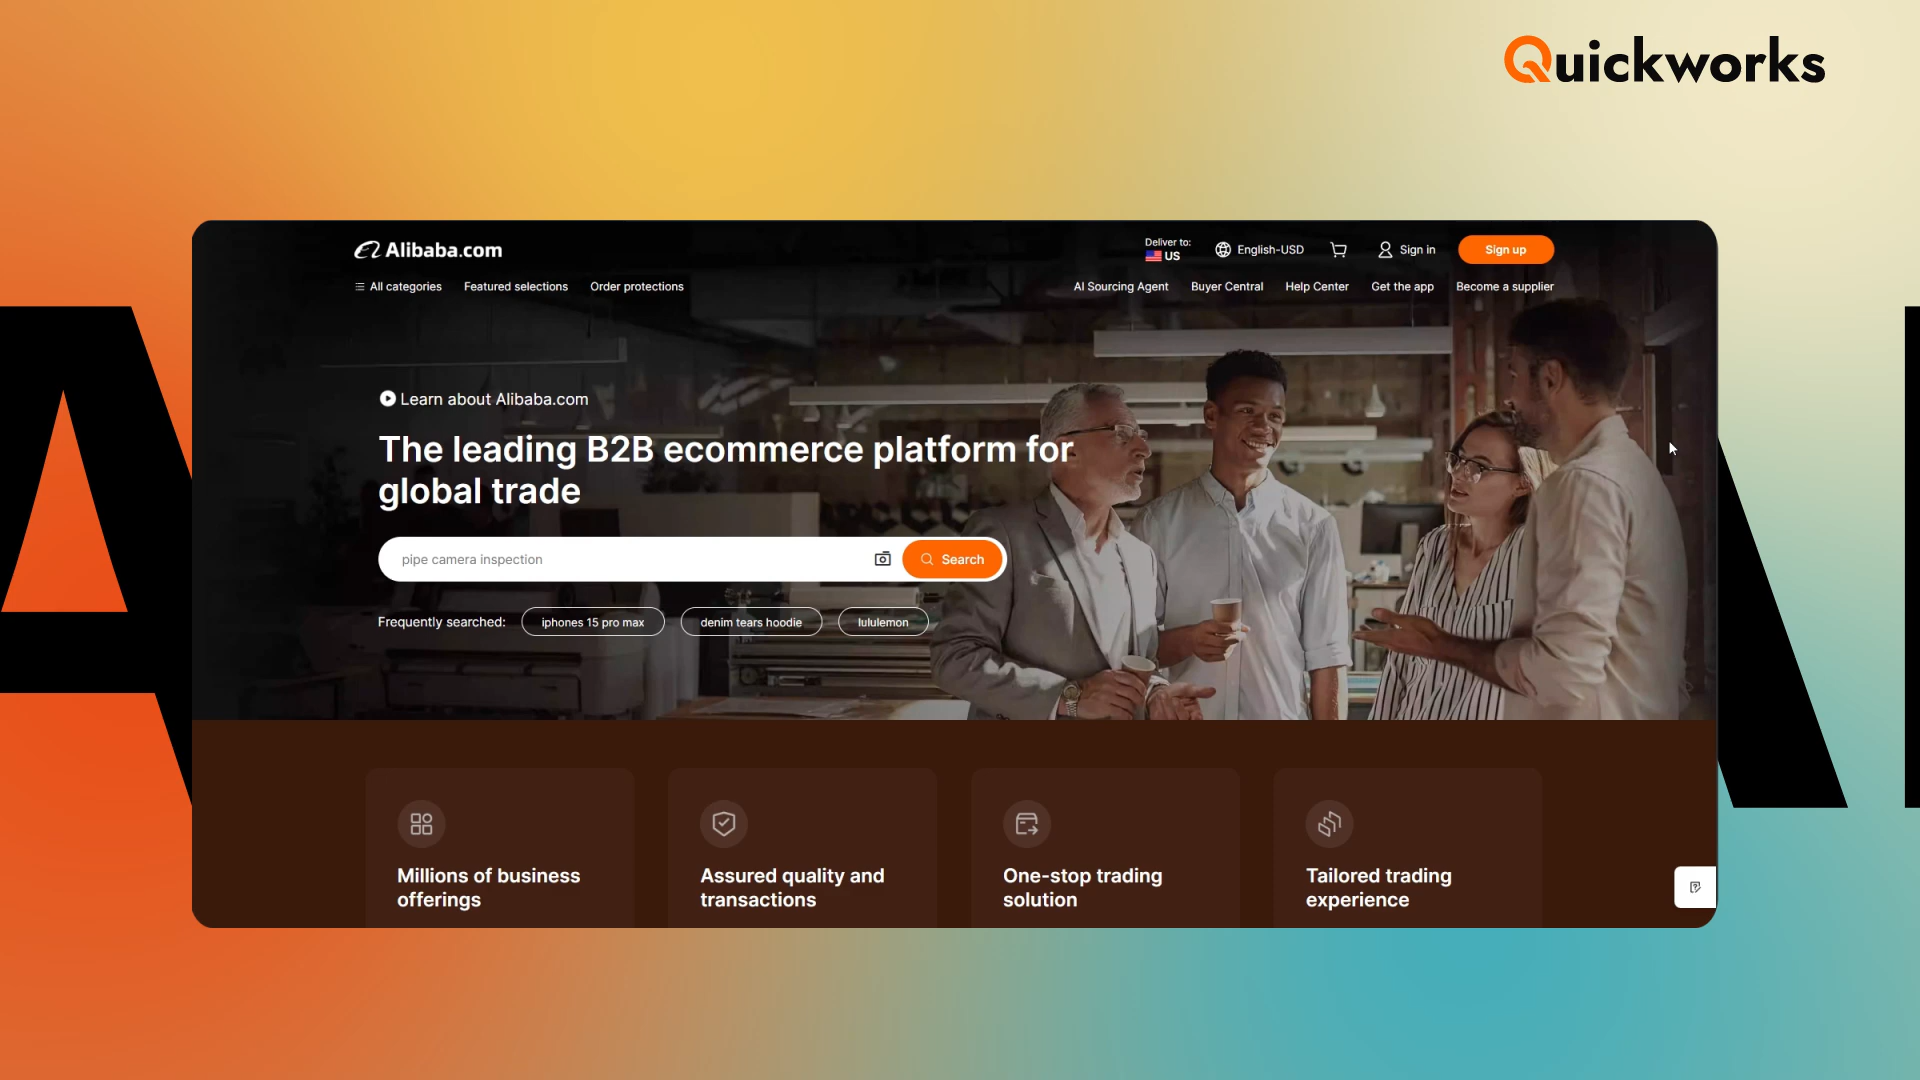 Quickworks
Alibaba.com
Deliver to:
US
English-USD
Sign in
Sign up
All categories
Featured selections
Order protections
AI Sourcing Agent
Buyer Central
Help Center
Get the app
Become a supplier
Learn about Alibaba.com
The leading B2B ecommerce platform for
global trade
pipe camera inspection
Search
Frequently searched:
iphones 15 pro max
denim tears hoodie
lululemon
Millions of business
offerings
Assured quality and
transactions
One-stop trading
solution
Tailored trading
experience